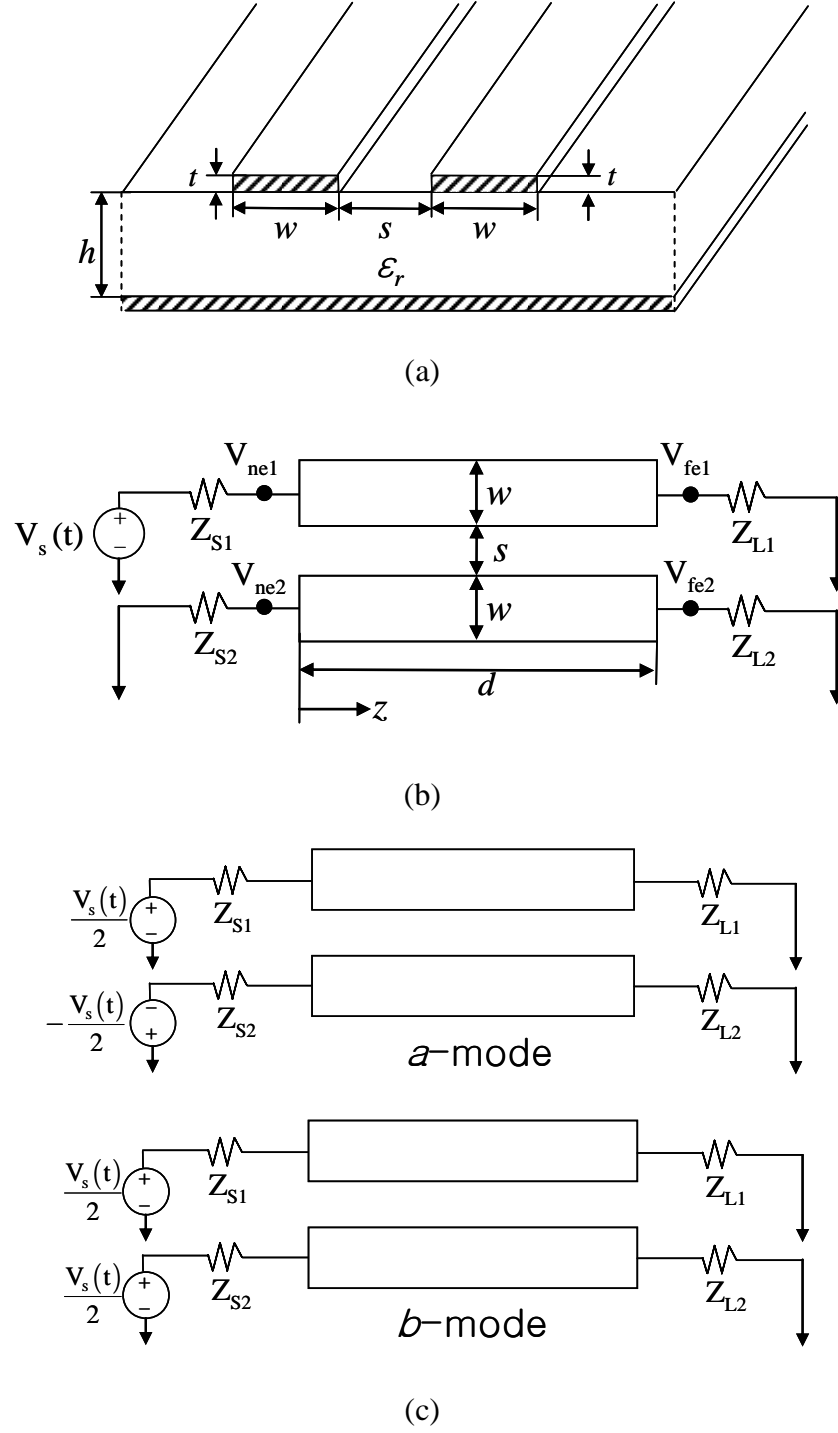 t
t
w
s
w
h
ε_r
(a)
V_ne1
V_fe1
w
Z_S1
Z_L1
V_s(t)
+
−
s
V_ne2
V_fe2
w
Z_S2
Z_L2
d
z
(b)
V_s(t)/2
+
−
Z_S1
Z_L1
−V_s(t)/2
−
+
Z_S2
Z_L2
a-mode
V_s(t)/2
+
−
Z_S1
Z_L1
V_s(t)/2
+
−
Z_S2
Z_L2
b-mode
(c)